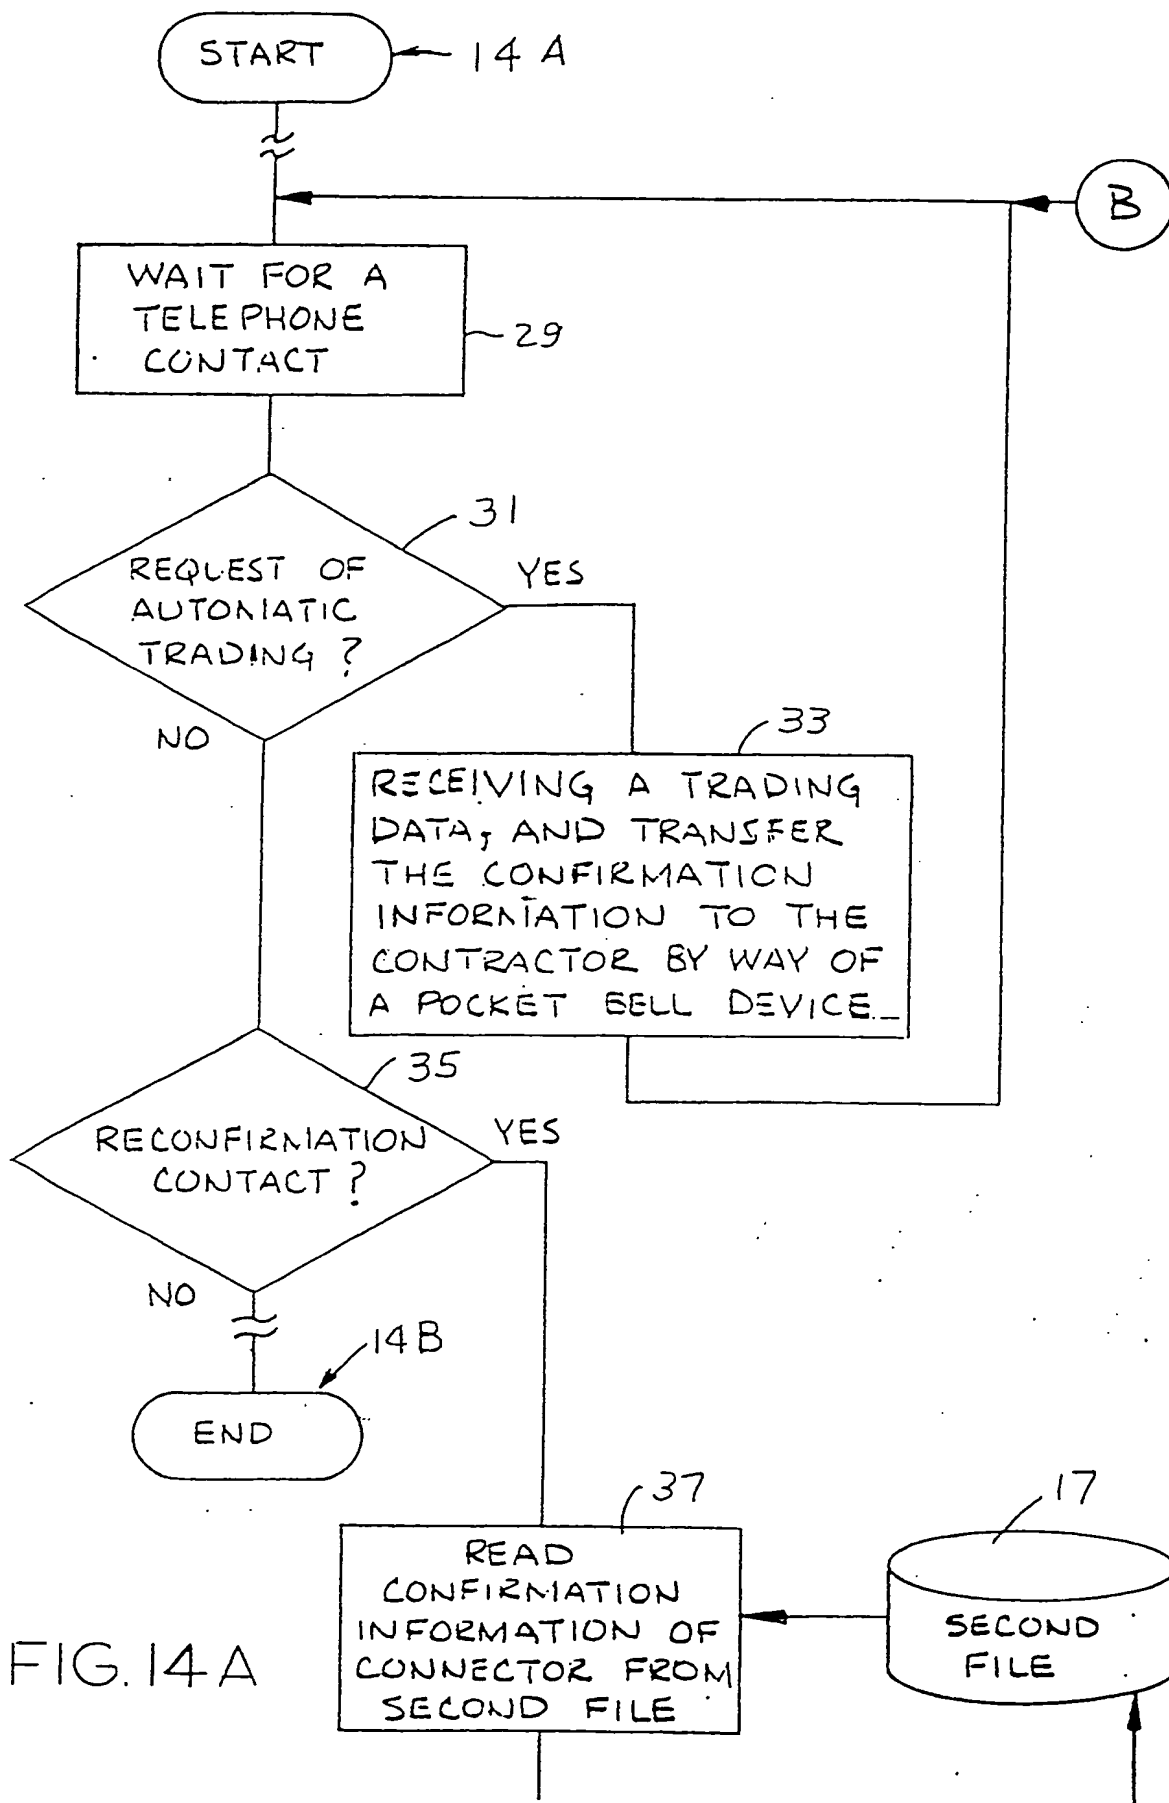 START
14 A
B
WAIT FOR A
TELEPHONE
CONTACT
29
31
REQUEST OF
AUTOMATIC
TRADING ?
YES
NO
33
RECEIVING A TRADING
DATA, AND TRANSFER
THE CONFIRMATION
INFORMATION TO THE
CONTRACTOR BY WAY OF
A POCKET BELL DEVICE
35
RECONFIRMATION
CONTACT ?
YES
NO
14B
END
37
READ
CONFIRMATION
INFORMATION OF
CONNECTOR FROM
SECOND FILE
17
SECOND
FILE
FIG. 14A